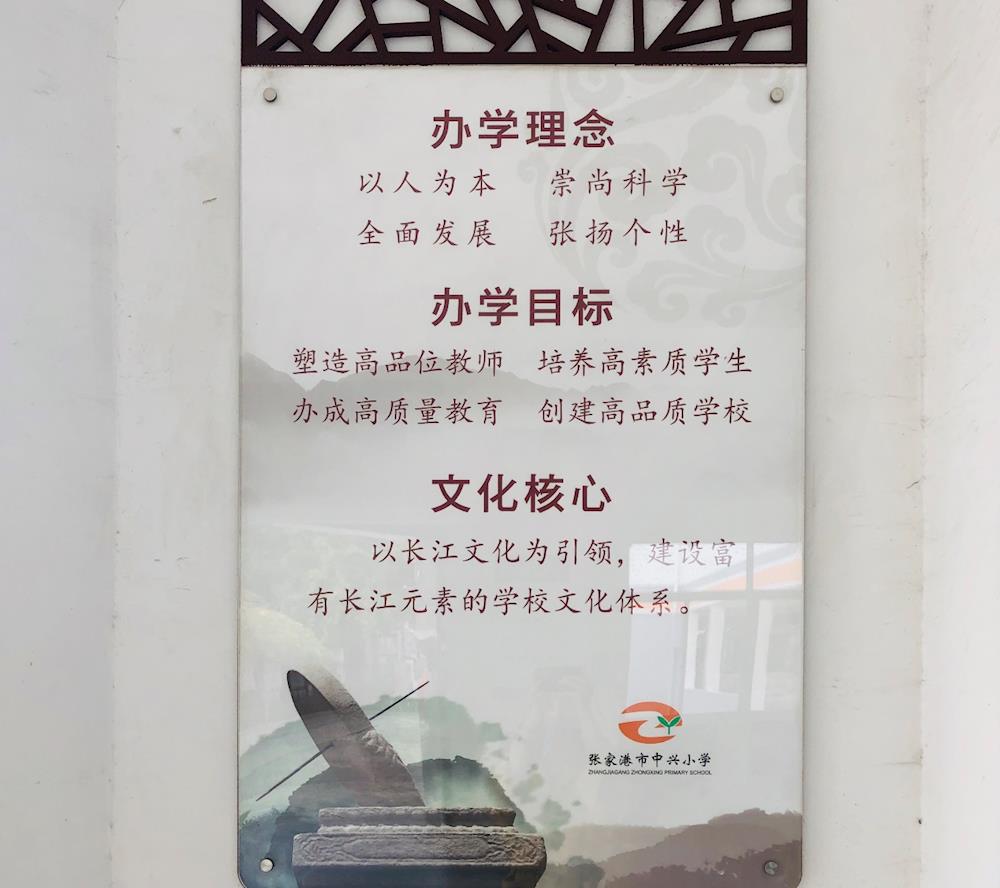 办学理念
以人为本 崇尚科学
全面发展 张扬个性
办学目标
塑造高品位教师 培养高素质学生
办成高质量教育 创建高品质学校
文化核心
以长江文化为引领，建设富
有长江元素的学校文化体系。
张家港市中兴小学
ZHANGJIAGANG ZHONGXING PRIMARY SCHOOL